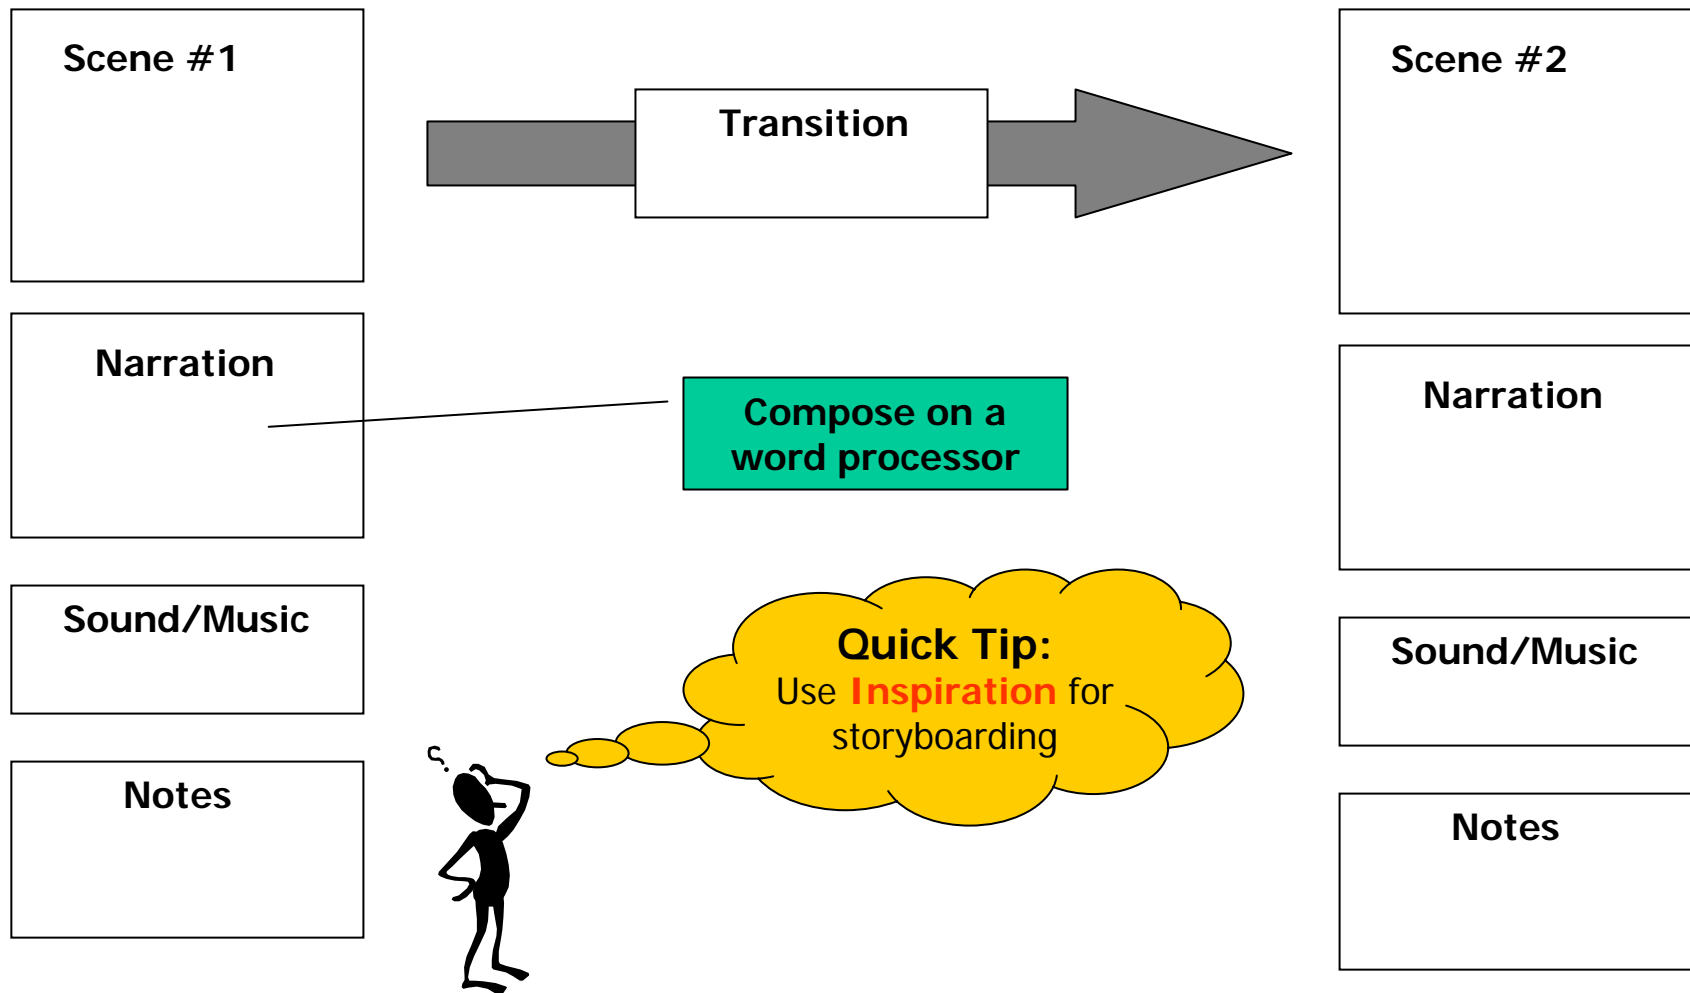 Scene #1
Transition
Scene #2
Narration
Compose on a
word processor
Narration
Sound/Music
Quick Tip:
Use Inspiration for
storyboarding
Sound/Music
Notes
?
Notes